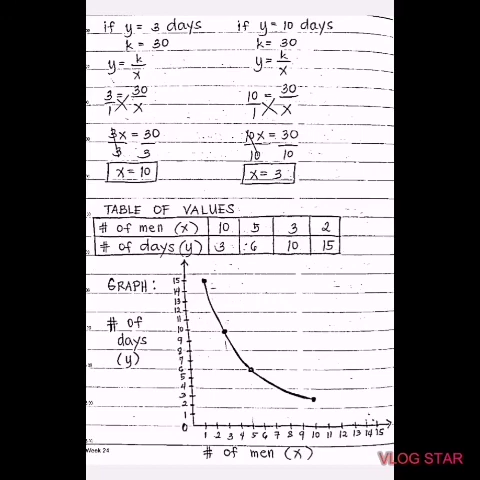 if y = 3 days
k = 30
y = k/x
3/1 = 30/x
3x/3 = 30/3
x = 10
if y = 10 days
k = 30
y = k/x
10/1 = 30/x
10x/10 = 30/10
x = 3
TABLE OF VALUES
# of men (x) 10 5 3 2
# of days (y) 3 6 10 15
GRAPH:
# of
days
(y)
15
14
13
12
11
10
9
8
7
6
5
4
3
2
1
0
1 2 3 4 5 6 7 8 9 10 11 12 13 14 15
# of men (x)
Week 24
VLOG STAR